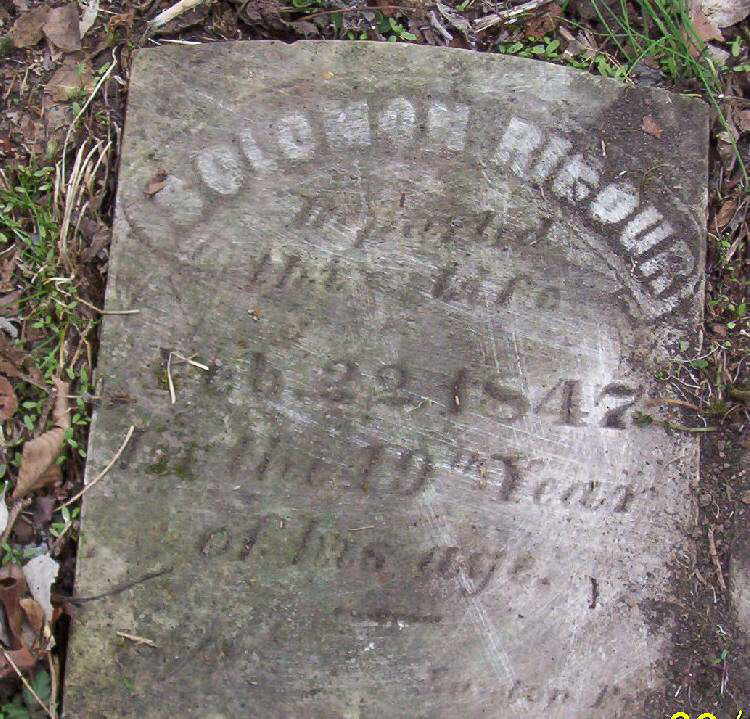 SOLOMON RIGOUR
Departed
this life
Feb. 22, 1847
In the 19th Year
of his age.